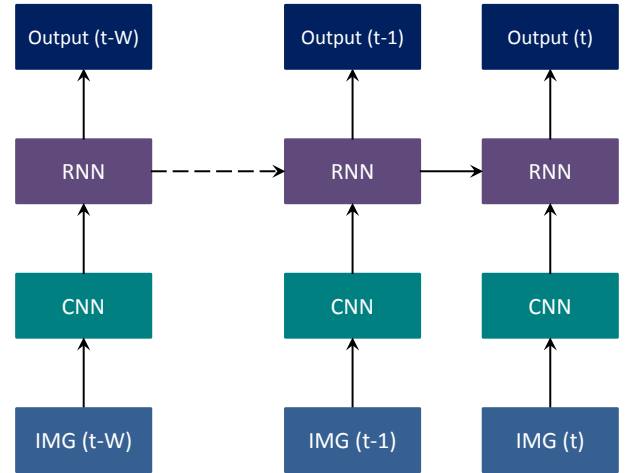 Output (t-W)
Output (t-1)
Output (t)
RNN
RNN
RNN
CNN
CNN
CNN
IMG (t-W)
IMG (t-1)
IMG (t)